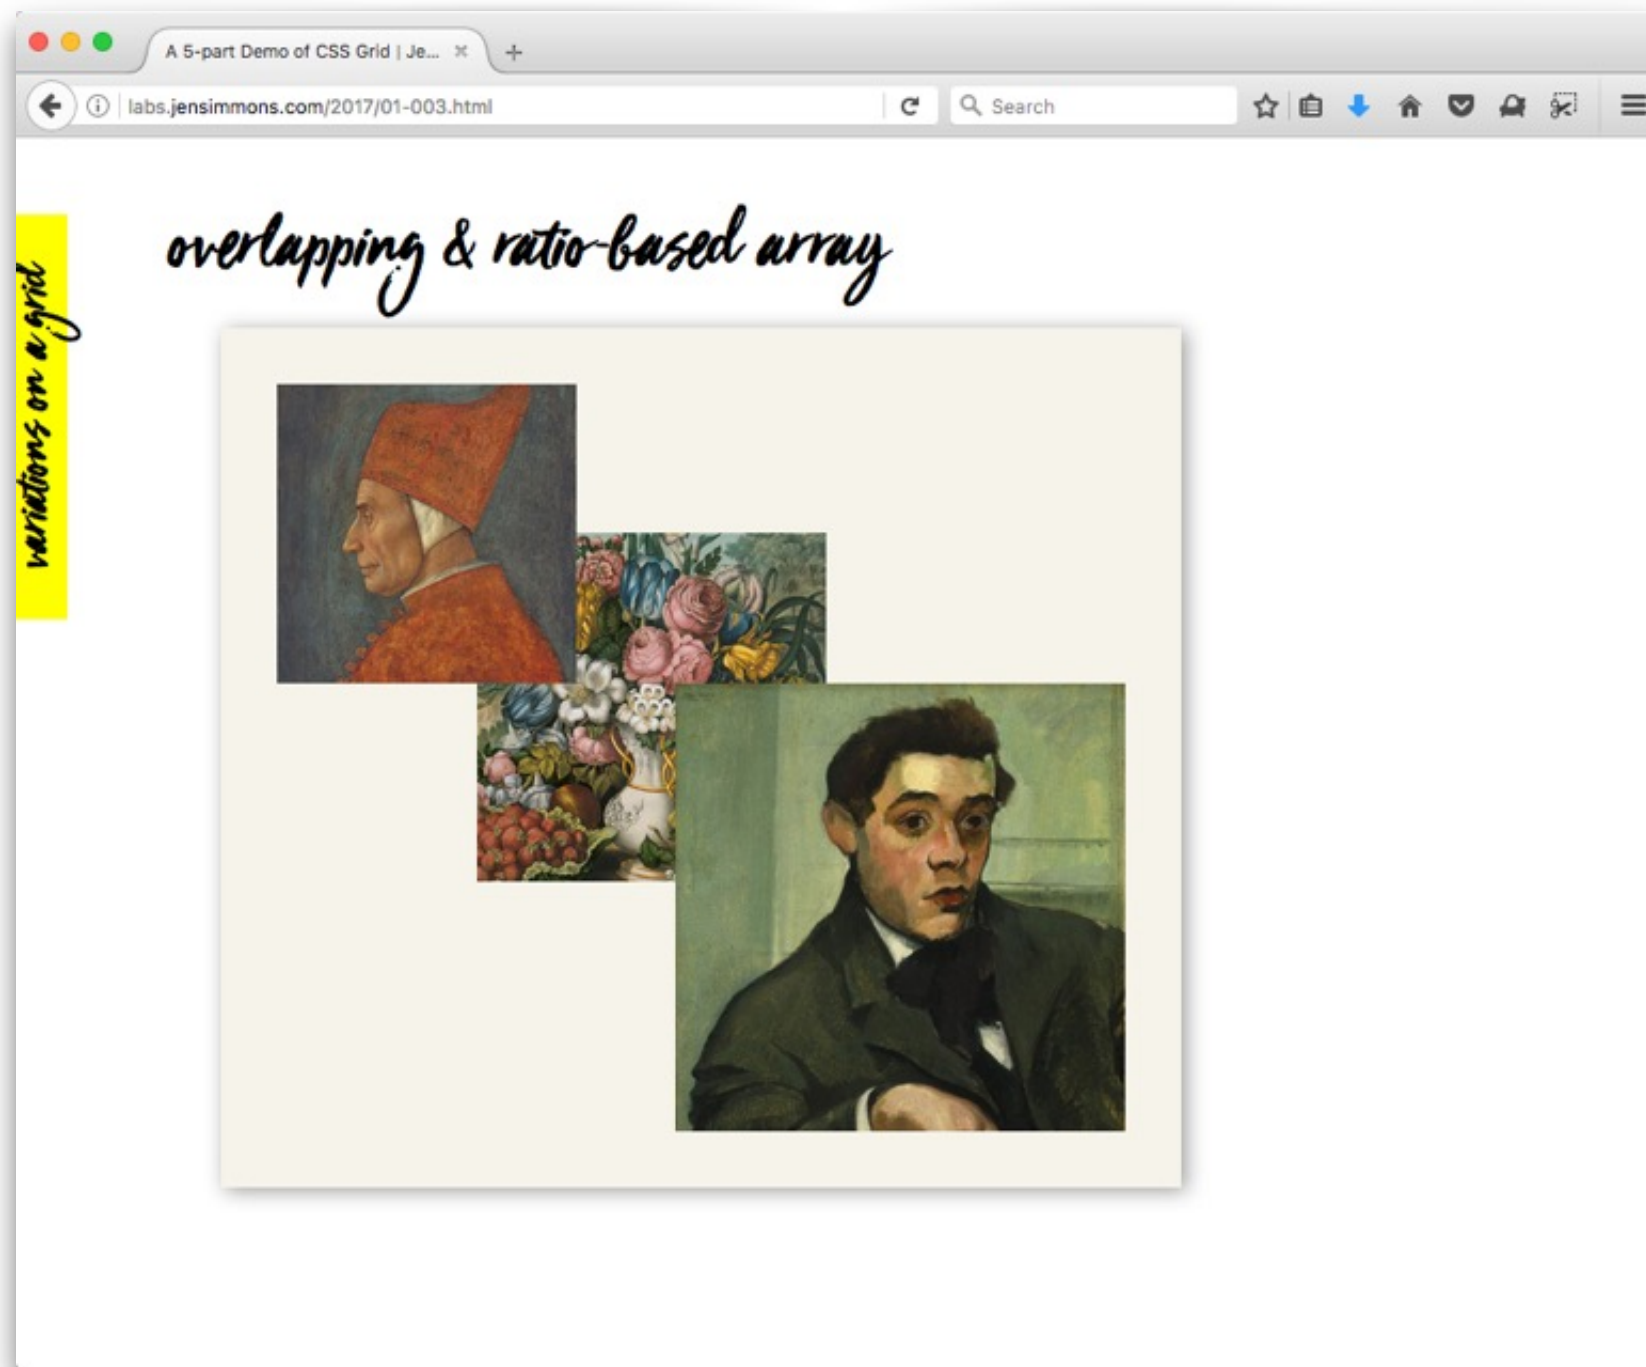 A 5-part Demo of CSS Grid | Je...
labs.jensimmons.com/2017/01-003.html
Search
overlapping & ratio-based array
variations on a grid